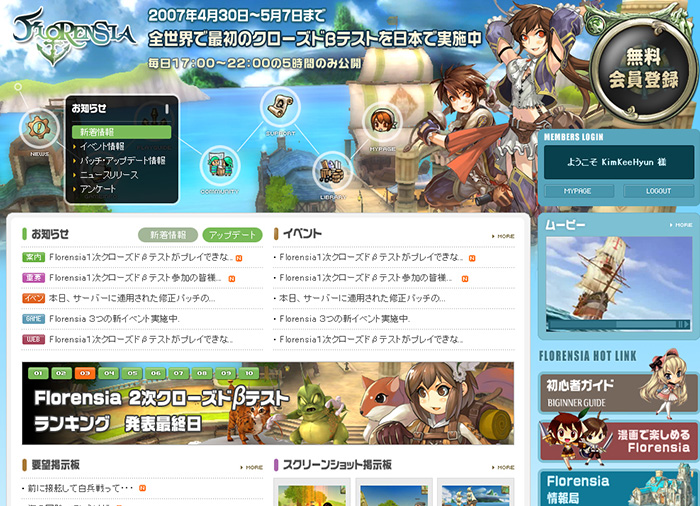 FLORENSIA
2007年4月30日～5月7日まで
全世界で最初のクローズドβテストを日本で実施中
毎日17:00～22:00の5時間のみ公開
無料
会員登録
NEWS
お知らせ
新着情報
イベント情報
パッチ・アップデート情報
ニュースリリース
アンケート
COMMUNITY
SUPPORT
LIBRARY
MYPAGE
MEMBERS LOGIN
ようこそ KimKeeHyun 様
MYPAGE
LOGOUT
お知らせ
新着情報
アップデート
案内 Florensia1次クローズドβテストがプレイできな... N
重要 Florensia1次クローズドβテスト参加の皆様... N
イベン 本日、サーバーに適用された修正パッチの...
GAME Florensia 3つの新イベント実施中.
WEB Florensia1次クローズドβテストがプレイできな...
イベント
MORE
・Florensia1次クローズドβテストがプレイできな... N
・Florensia1次クローズドβテスト参加の皆様... N
・本日、サーバーに適用された修正パッチの...
・Florensia 3つの新イベント実施中.
・Florensia1次クローズドβテストがプレイできな...
ムービー
MORE
01 02 03 04 05 06 07 08 09 10
Florensia 2次クローズドβテスト
ランキング 発表最終日
FLORENSIA HOT LINK
初心者ガイド
BIGINNER GUIDE
漫画で楽しめる
Florensia
Florensia
情報局
要望掲示板
MORE
・前に接舷して白兵戦って・・・ N
スクリーンショット掲示板
MORE